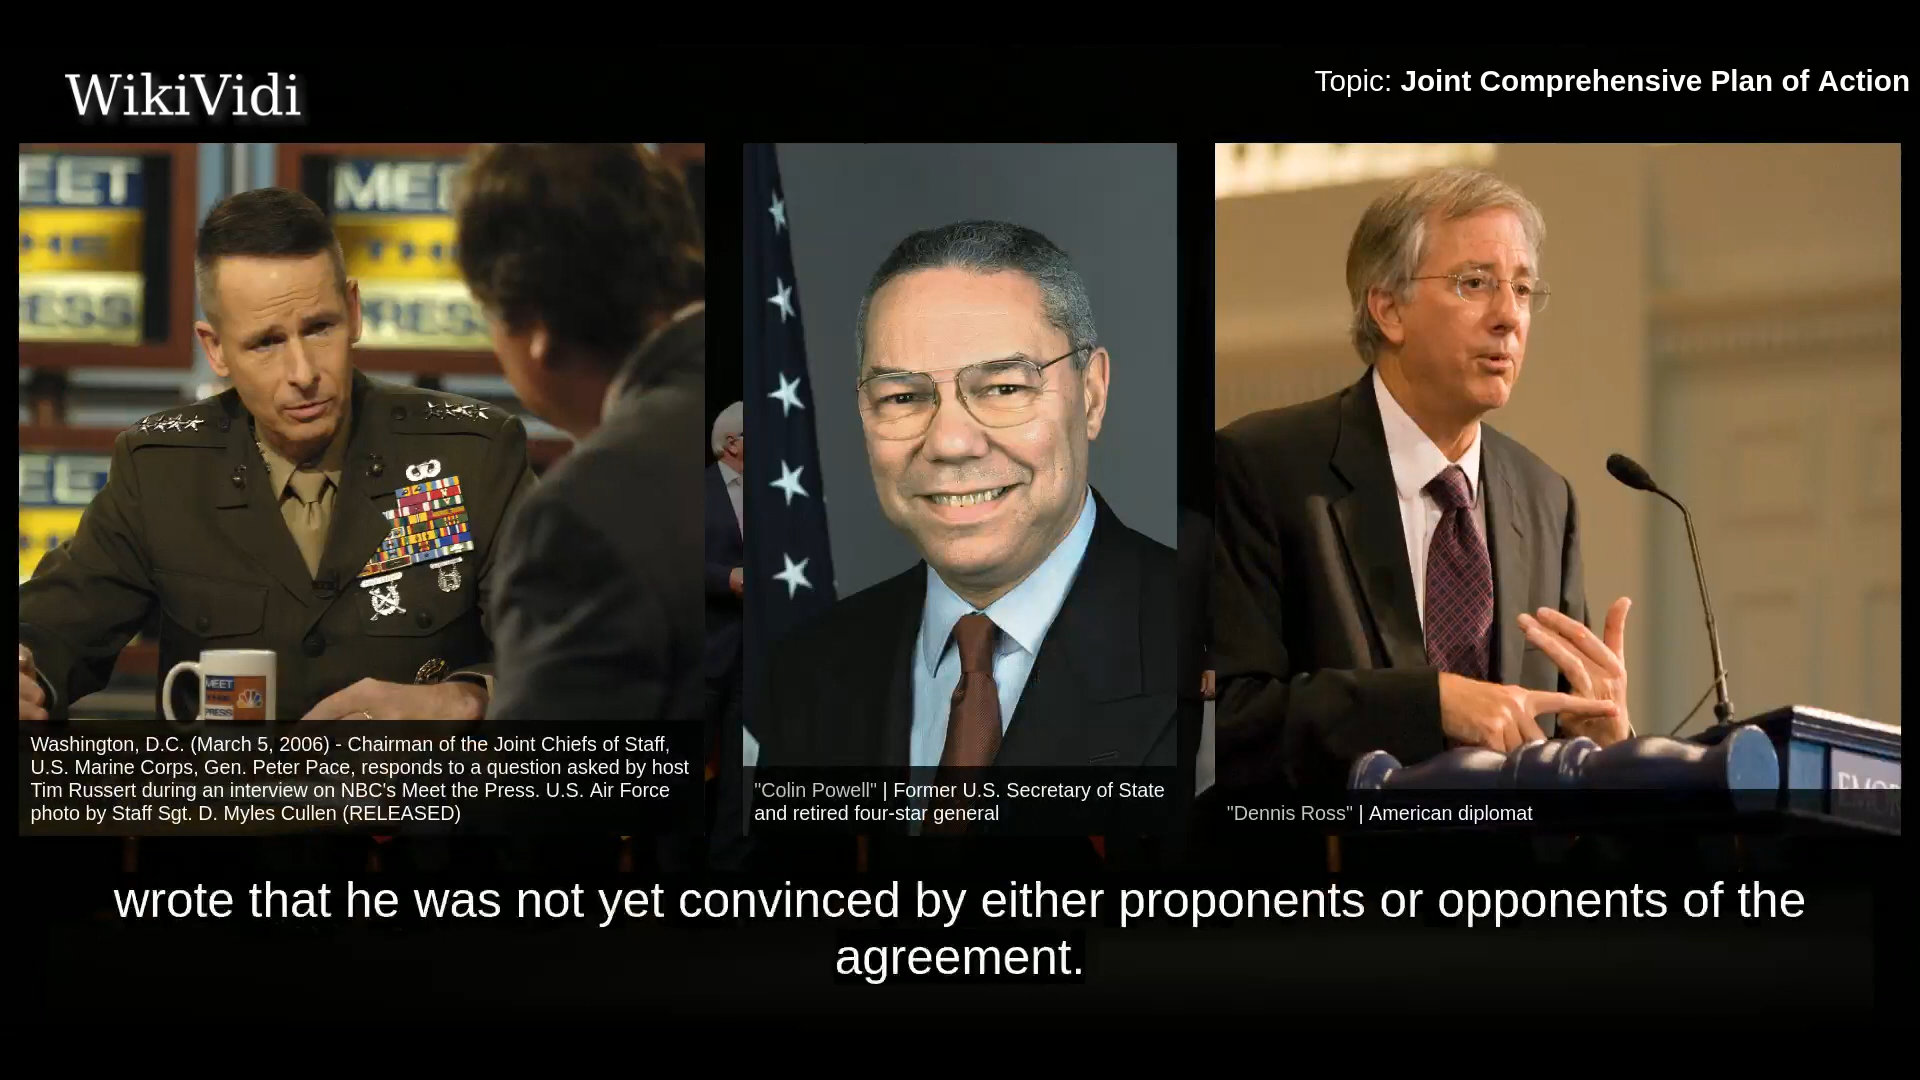 WikiVidi
Topic: Joint Comprehensive Plan of Action
MEET
THE
PRESS
Washington, D.C. (March 5, 2006) - Chairman of the Joint Chiefs of Staff,
U.S. Marine Corps, Gen. Peter Pace, responds to a question asked by host
Tim Russert during an interview on NBC's Meet the Press. U.S. Air Force
photo by Staff Sgt. D. Myles Cullen (RELEASED)
"Colin Powell" | Former U.S. Secretary of State
and retired four-star general
"Dennis Ross" | American diplomat
wrote that he was not yet convinced by either proponents or opponents of the
agreement.